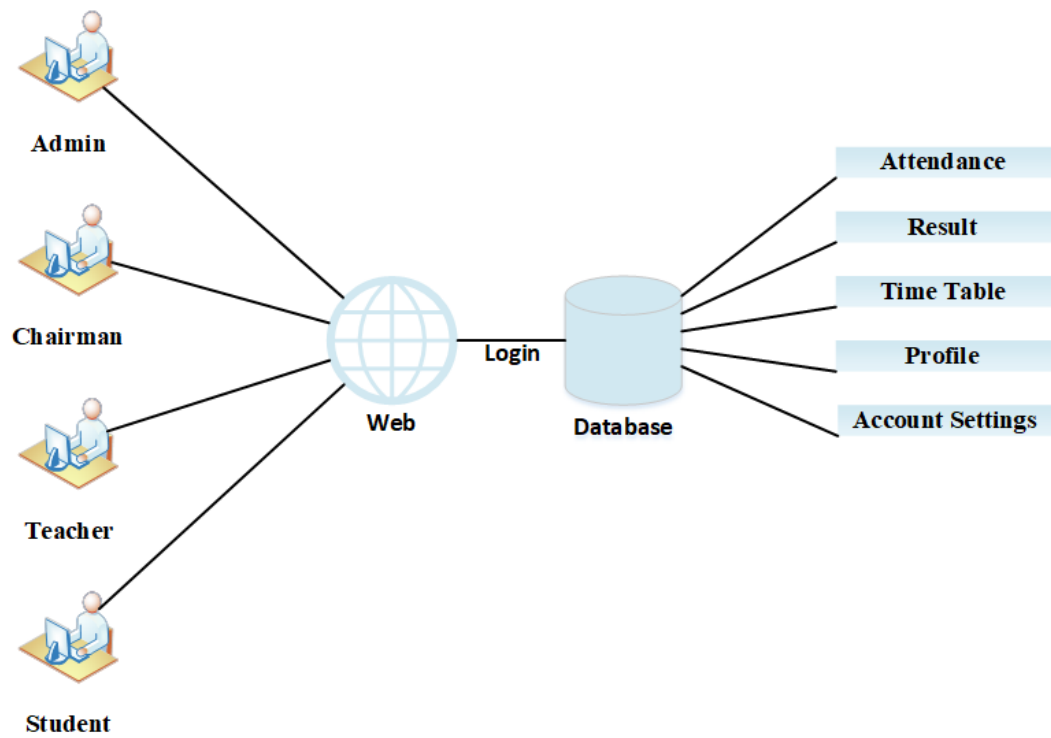 Admin
Chairman
Teacher
Student
Web
Login
Database
Attendance
Result
Time Table
Profile
Account Settings